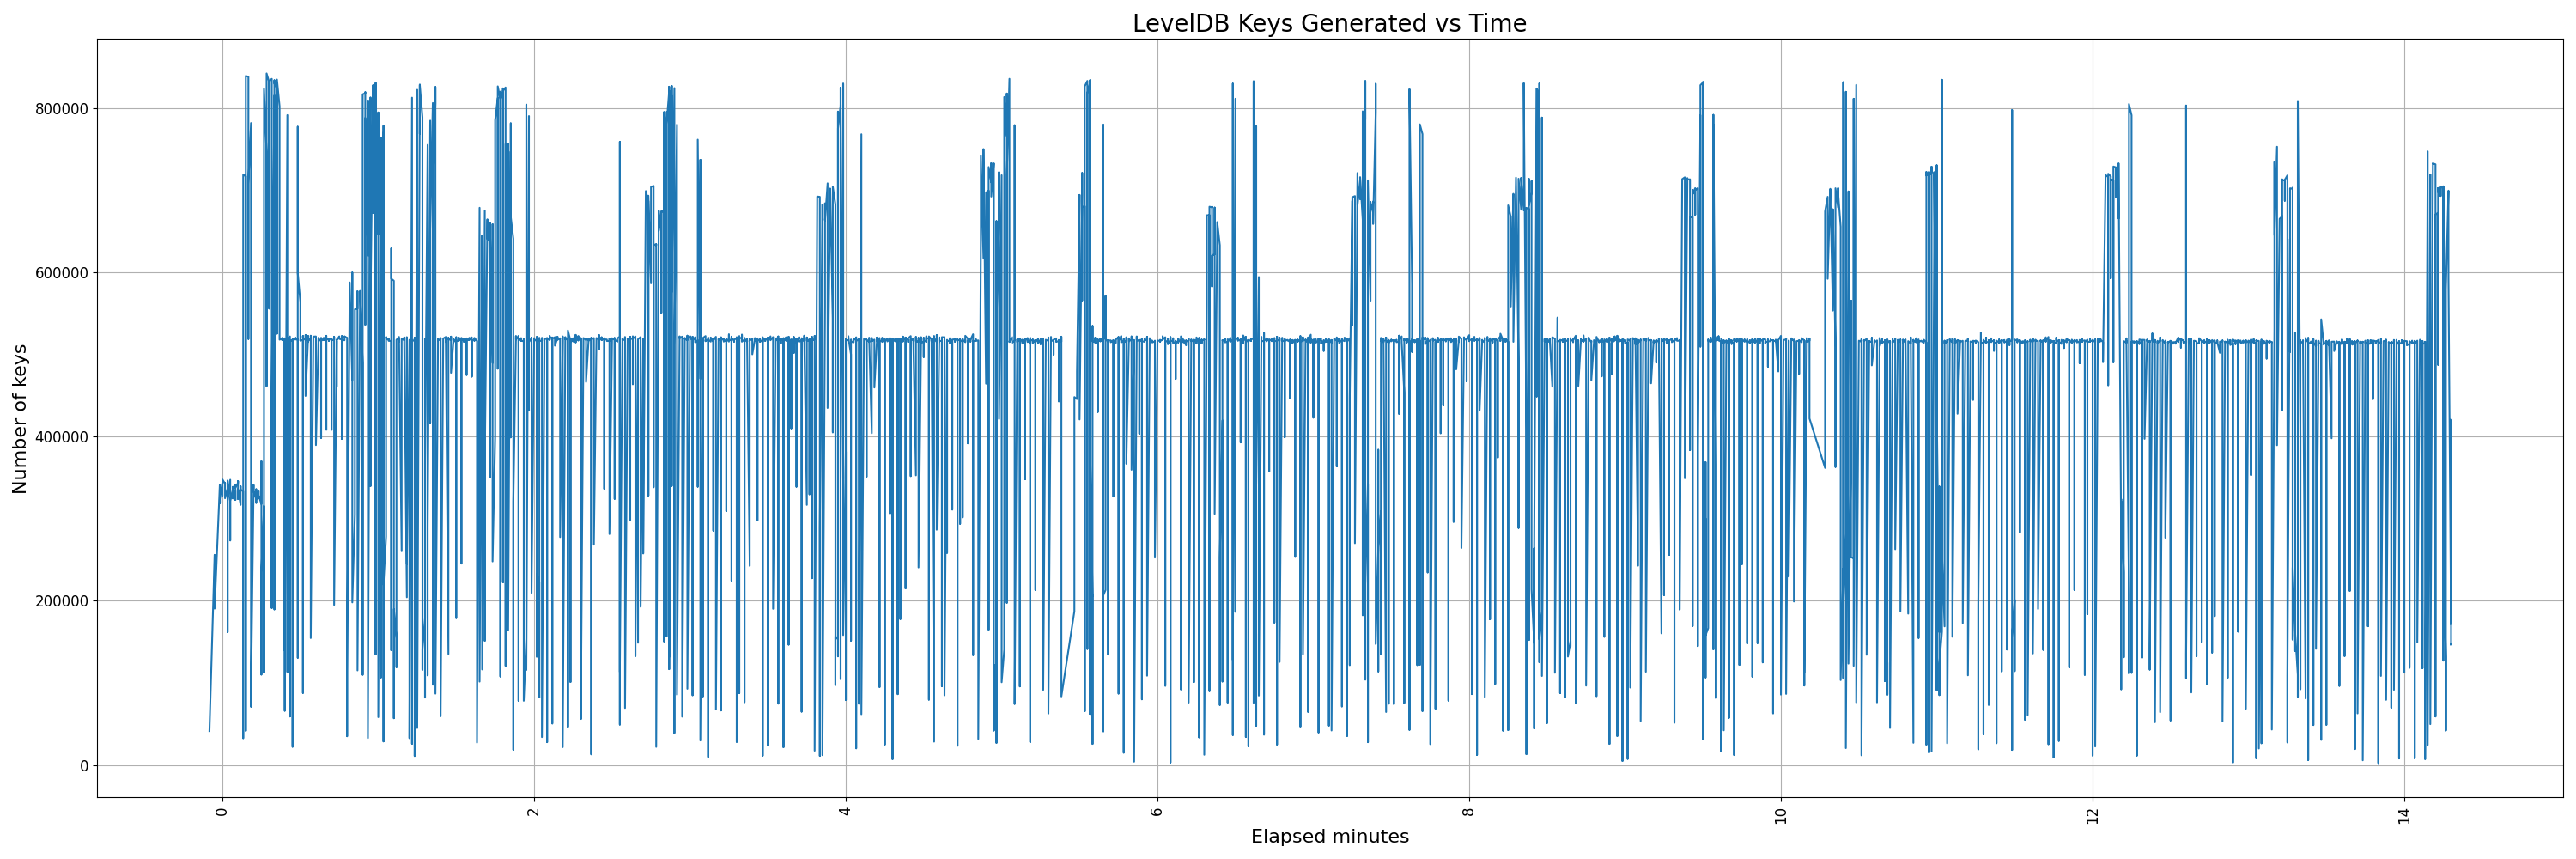 LevelDB Keys Generated vs Time
Number of keys
800000
600000
400000
200000
0
0 2 4 6 8 10 12 14
Elapsed minutes